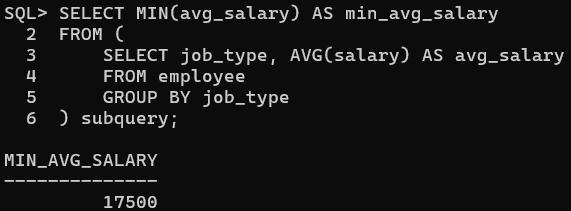 SQL> SELECT MIN(avg_salary) AS min_avg_salary
  2  FROM (
  3      SELECT job_type, AVG(salary) AS avg_salary
  4      FROM employee
  5      GROUP BY job_type
  6  ) subquery;

MIN_AVG_SALARY
--------------
         17500